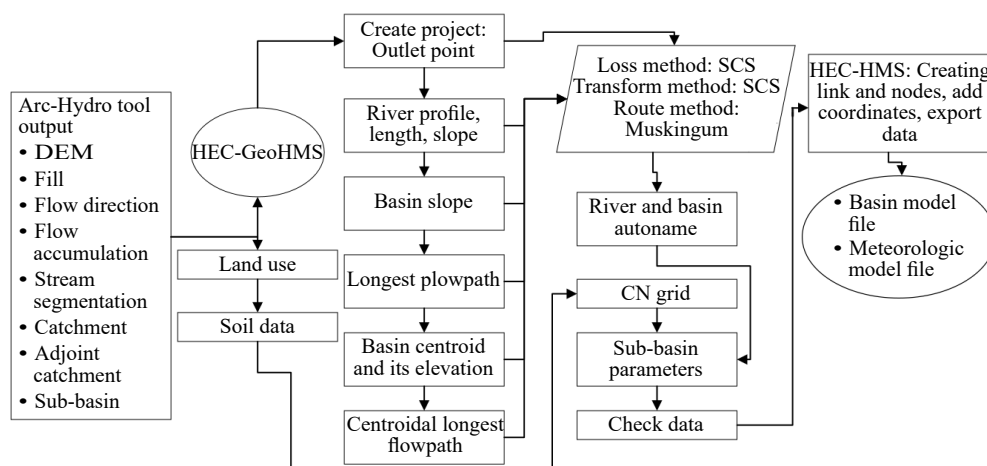 Arc-Hydro tool
output
• DEM
• Fill
• Flow direction
• Flow
accumulation
• Stream
segmentation
• Catchment
• Adjoint
catchment
• Sub-basin
HEC-GeoHMS
Land use
Soil data
Create project:
Outlet point
River profile,
length, slope
Basin slope
Longest plowpath
Basin centroid
and its elevation
Centroidal longest
flowpath
Loss method: SCS
Transform method: SCS
Route method:
Muskingum
River and basin
autoname
CN grid
Sub-basin
parameters
Check data
HEC-HMS: Creating
link and nodes, add
coordinates, export
data
• Basin model
file
• Meteorologic
model file